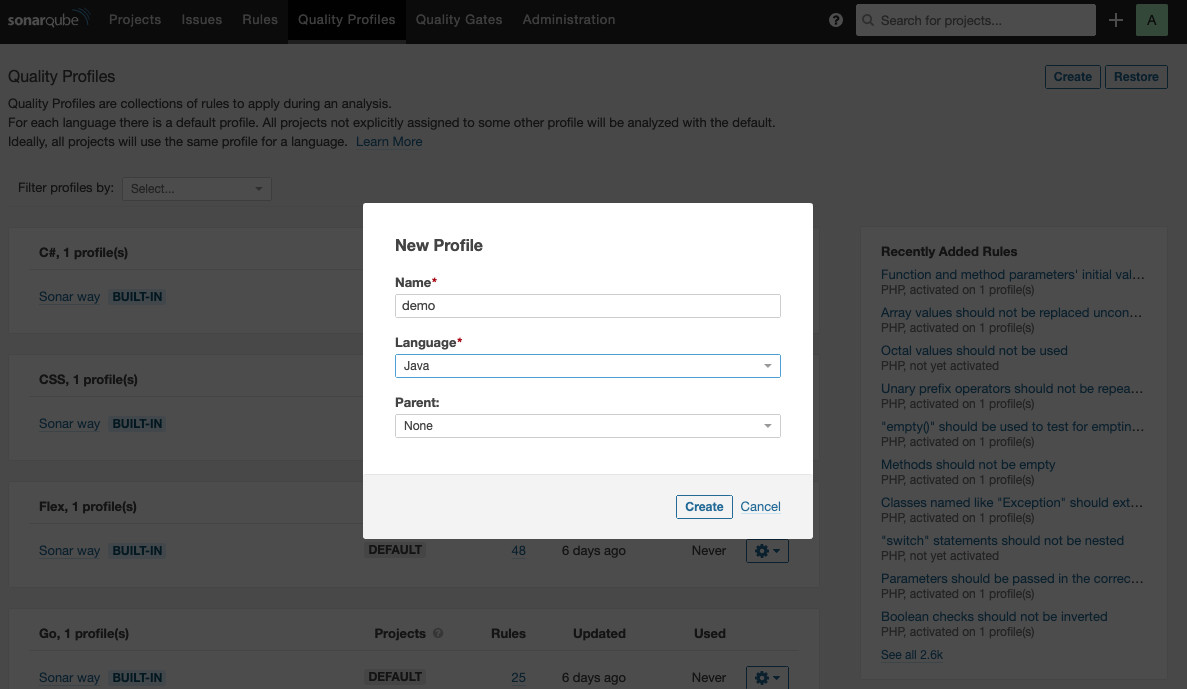 sonarqube Projects Issues Rules Quality Profiles Quality Gates Administration ? Search for projects... A
Quality Profiles
Create Restore
Quality Profiles are collections of rules to apply during an analysis.
For each language there is a default profile. All projects not explicitly assigned to some other profile will be analyzed with the default.
Ideally, all projects will use the same profile for a language. Learn More
Filter profiles by: Select...
C#, 1 profile(s)
Sonar way BUILT-IN
CSS, 1 profile(s)
Sonar way BUILT-IN
Flex, 1 profile(s)
Sonar way BUILT-IN DEFAULT 48 6 days ago Never
Go, 1 profile(s) Projects ? Rules Updated Used
Sonar way BUILT-IN DEFAULT 25 6 days ago Never
New Profile
Name*
demo
Language*
Java
Parent:
None
Create Cancel
Recently Added Rules
Function and method parameters' initial val...
PHP, activated on 1 profile(s)
Array values should not be replaced uncon...
PHP, activated on 1 profile(s)
Octal values should not be used
PHP, not yet activated
Unary prefix operators should not be repea...
PHP, activated on 1 profile(s)
"empty()" should be used to test for emptin...
PHP, activated on 1 profile(s)
Methods should not be empty
PHP, activated on 1 profile(s)
Classes named like "Exception" should ext...
PHP, activated on 1 profile(s)
"switch" statements should not be nested
PHP, not yet activated
Parameters should be passed in the correc...
PHP, activated on 1 profile(s)
Boolean checks should not be inverted
PHP, activated on 1 profile(s)
See all 2.6k